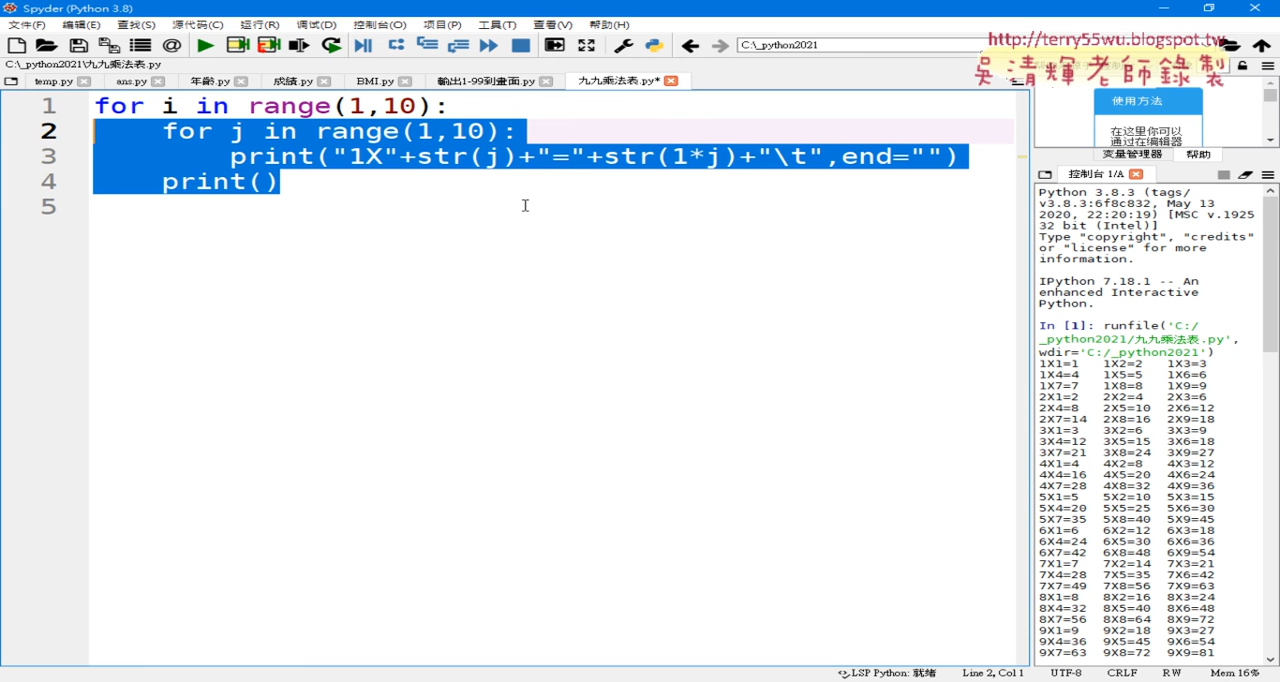 Spyder (Python 3.8)
文件(F) 编辑(E) 查找(S) 源代码(C) 运行(R) 调试(D) 控制台(O) 项目(P) 工具(T) 查看(V) 帮助(H)
C:\_python2021
http://terry55wu.blogspot.tw
吳清輝老師錄製
C:\_python2021\九九乘法表.py
temp.py ans.py 年齡.py 成績.py BMI.py 輸出1-99到畫面.py 九九乘法表.py*
1 for i in range(1,10):
2 for j in range(1,10):
3 print("1X"+str(j)+"="+str(1*j)+"\t",end="")
4 print()
5
使用方法
在这里你可以
通过在编辑器
变量管理器 帮助
控制台 1/A
Python 3.8.3 (tags/
v3.8.3:6f8c832, May 13
2020, 22:20:19) [MSC v.1925
32 bit (Intel)]
Type "copyright", "credits"
or "license" for more
information.
IPython 7.18.1 -- An
enhanced Interactive
Python.
In [1]: runfile('C:/
_python2021/九九乘法表.py',
wdir='C:/_python2021')
1X1=1 1X2=2 1X3=3
1X4=4 1X5=5 1X6=6
1X7=7 1X8=8 1X9=9
2X1=2 2X2=4 2X3=6
2X4=8 2X5=10 2X6=12
2X7=14 2X8=16 2X9=18
3X1=3 3X2=6 3X3=9
3X4=12 3X5=15 3X6=18
3X7=21 3X8=24 3X9=27
4X1=4 4X2=8 4X3=12
4X4=16 4X5=20 4X6=24
4X7=28 4X8=32 4X9=36
5X1=5 5X2=10 5X3=15
5X4=20 5X5=25 5X6=30
5X7=35 5X8=40 5X9=45
6X1=6 6X2=12 6X3=18
6X4=24 6X5=30 6X6=36
6X7=42 6X8=48 6X9=54
7X1=7 7X2=14 7X3=21
7X4=28 7X5=35 7X6=42
7X7=49 7X8=56 7X9=63
8X1=8 8X2=16 8X3=24
8X4=32 8X5=40 8X6=48
8X7=56 8X8=64 8X9=72
9X1=9 9X2=18 9X3=27
9X4=36 9X5=45 9X6=54
9X7=63 9X8=72 9X9=81
LSP Python: 就绪 Line 2, Col 1 UTF-8 CRLF RW Mem 16%